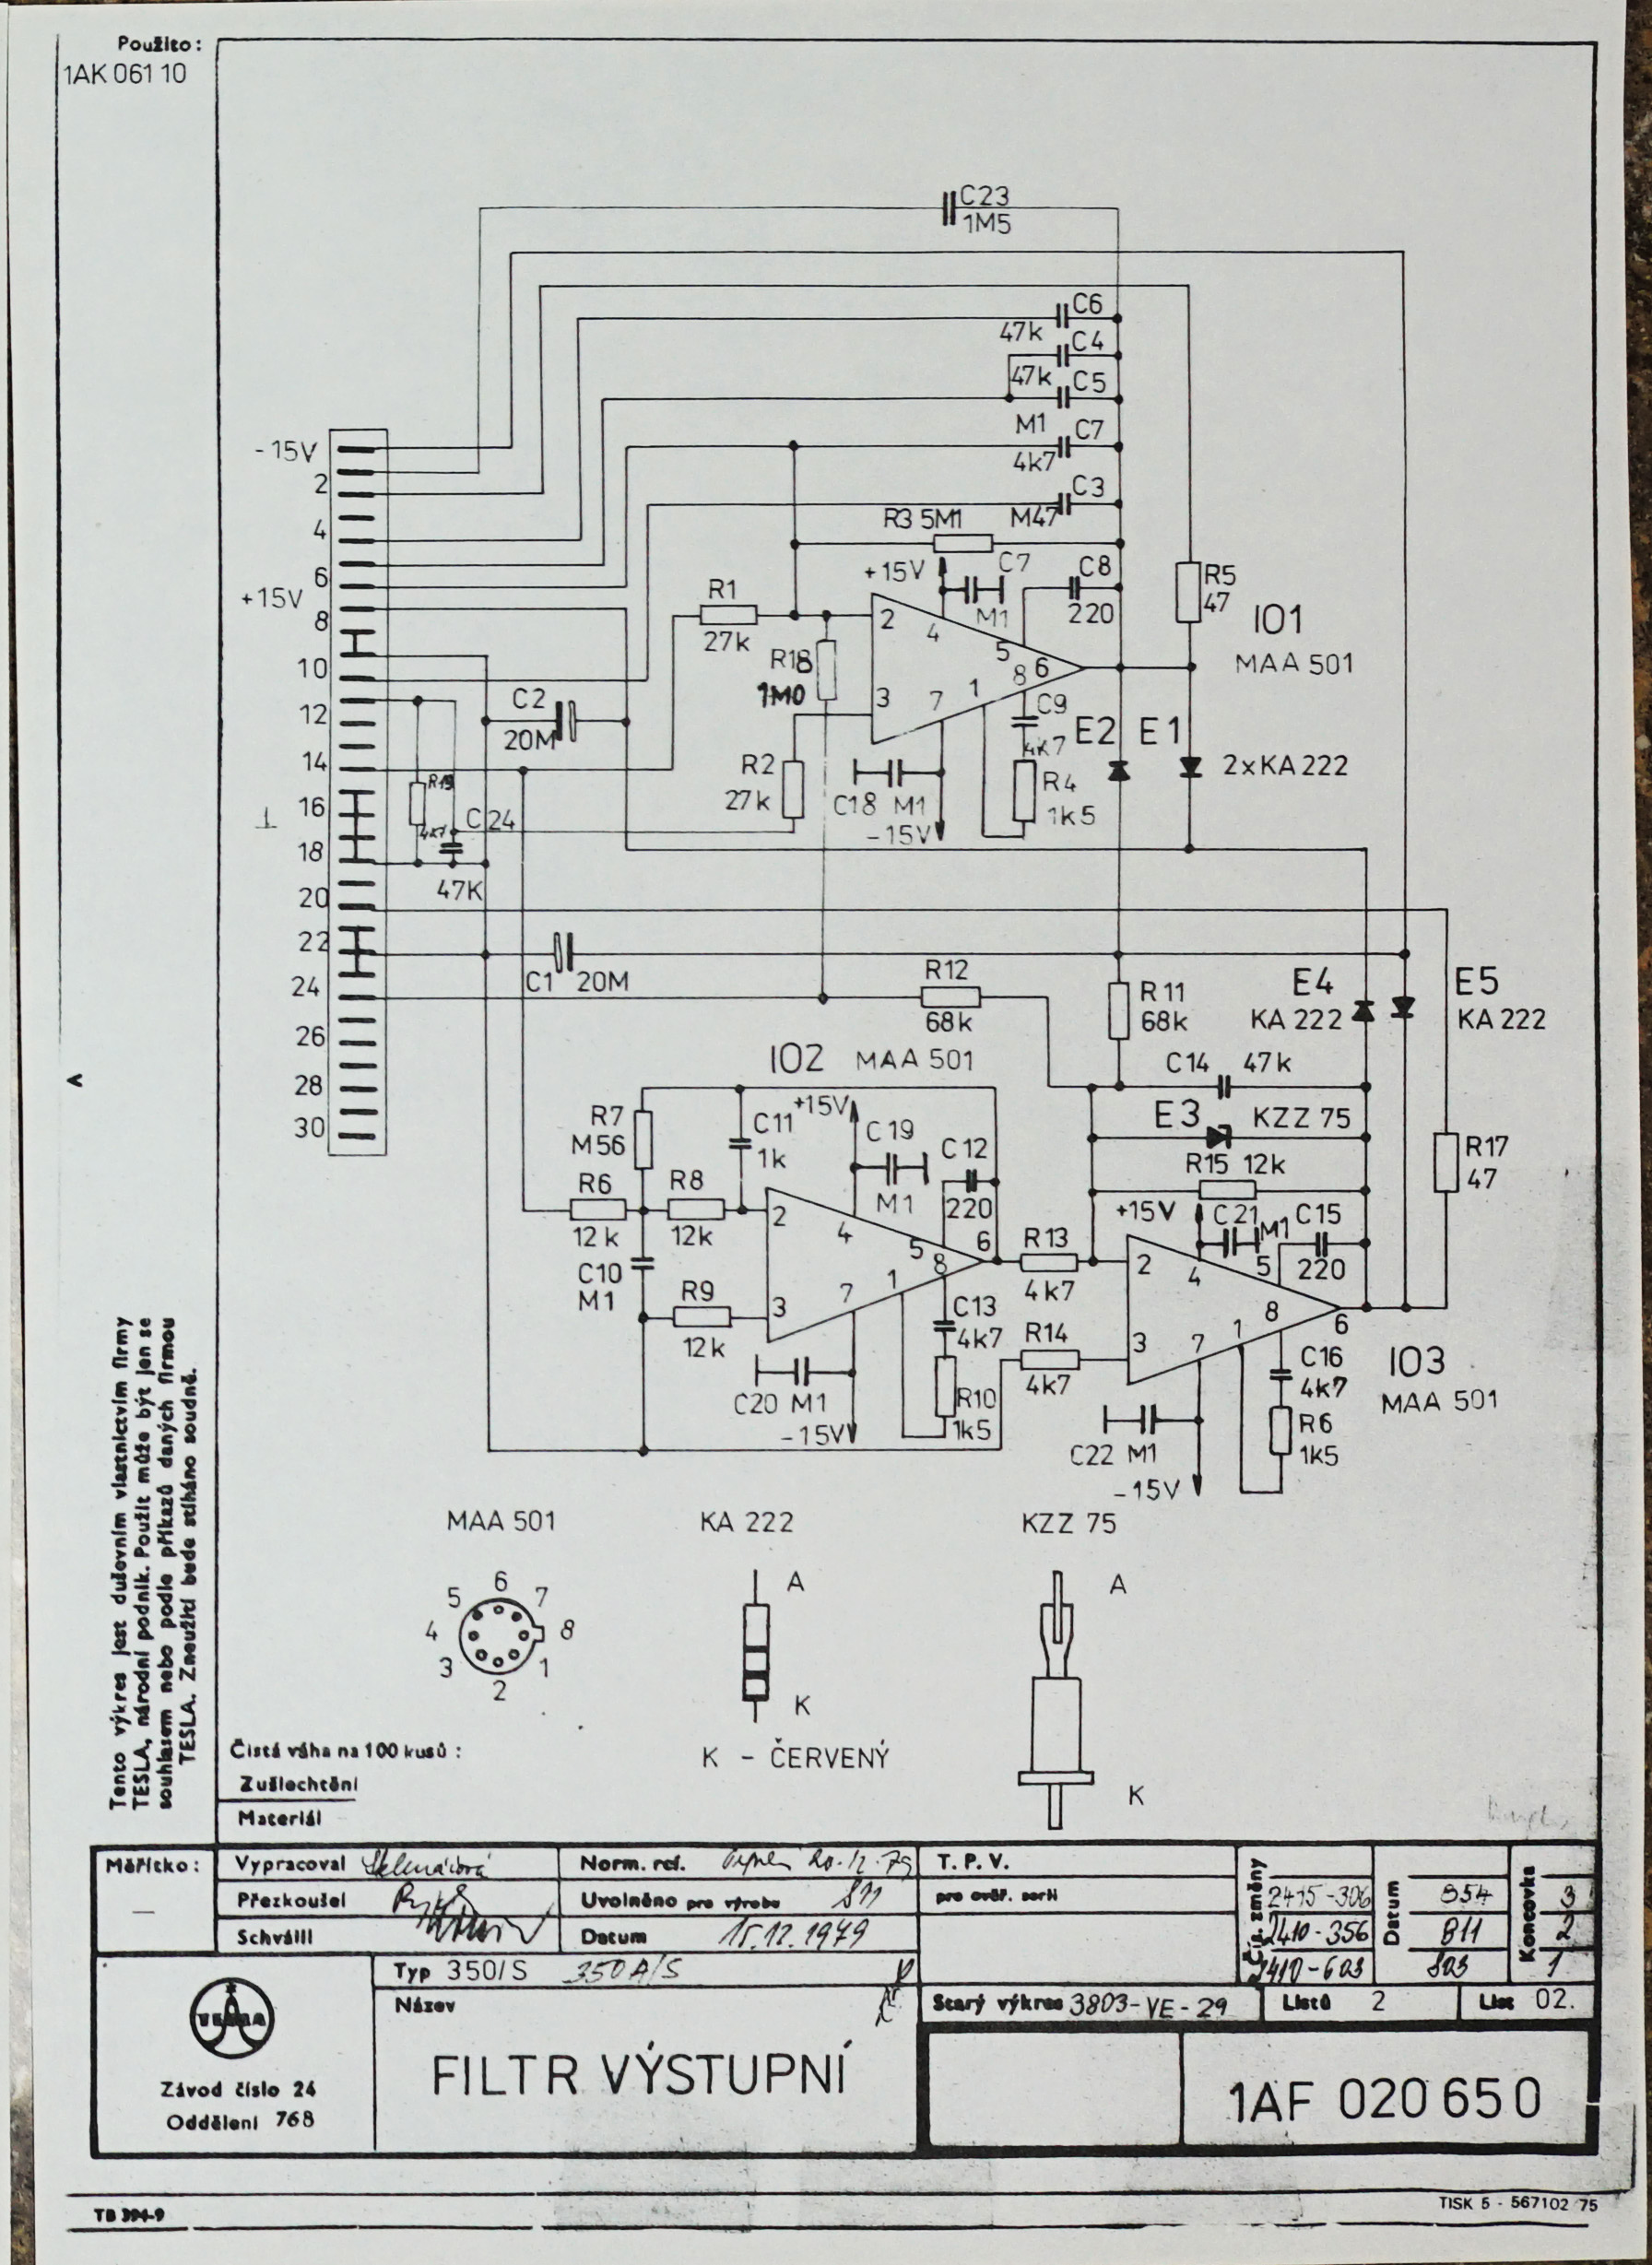 Použito:
1AK 061 10
C23
1M5
C6
47k
C4
47k
C5
M1
C7
4k7
C3
R3 5M1
M47
-15V
2
4
6
+15V
8
10
12
14
16
⊥
18
20
22
24
26
28
30
+15V
C7
M1
C8
220
R5
47
R1
27k
2
4
5
6
8
1
7
3
IO1
MAA 501
R18
1M0
C2
20M
C9
4k7
E2
E1
2xKA 222
R2
27k
C18 M1
-15V
R4
1k5
R19
4k7
C24
47K
C1 20M
R12
68k
R11
68k
E4
KA 222
E5
KA 222
IO2 MAA 501
C14 47k
R7
M56
+15V
C11
1k
C19
M1
C12
220
E3 KZZ 75
R15 12k
R17
47
R6
12k
R8
12k
2
4
5
6
8
1
7
3
+15V
C21
M1
C15
220
R13
4k7
2
4
5
8
6
1
7
3
C10
M1
R9
12k
C13
4k7
R14
4k7
C16
4k7
IO3
MAA 501
C20 M1
-15V
R10
1k5
C22 M1
-15V
R6
1k5
MAA 501
KA 222
KZZ 75
6
5
7
4
8
3
1
2
A
K
A
K
K - ČERVENÝ
Čistá váha na 100 kusů :
Zušlechtění
Materiál
Tento výkres jest duševním vlastnictvím firmy
TESLA, národní podnik. Použít může být jen se
souhlasem nebo podle příkazů daných firmou
TESLA. Zneužití bude stíháno soudně.
Měřítko :
—
Vypracoval
Přezkoušel
Schválil
Norm. ref. 20.12.79
Uvolněno pro výrobu 811
Datum 15.12.1979
T. P. V.
pro ověř. serii
Čís. změny
2415-306
2410-356
2410-603
Datum
854
811
803
Koncovka
3
2
1
TESLA
Závod číslo 24
Oddělení 768
Typ 350/S 350A/S
Název
FILTR VÝSTUPNÍ
Starý výkres 3803-VE-29
Listů 2
List 02.
1AF 020 650
TB 394-9
TISK 5 - 567102 75